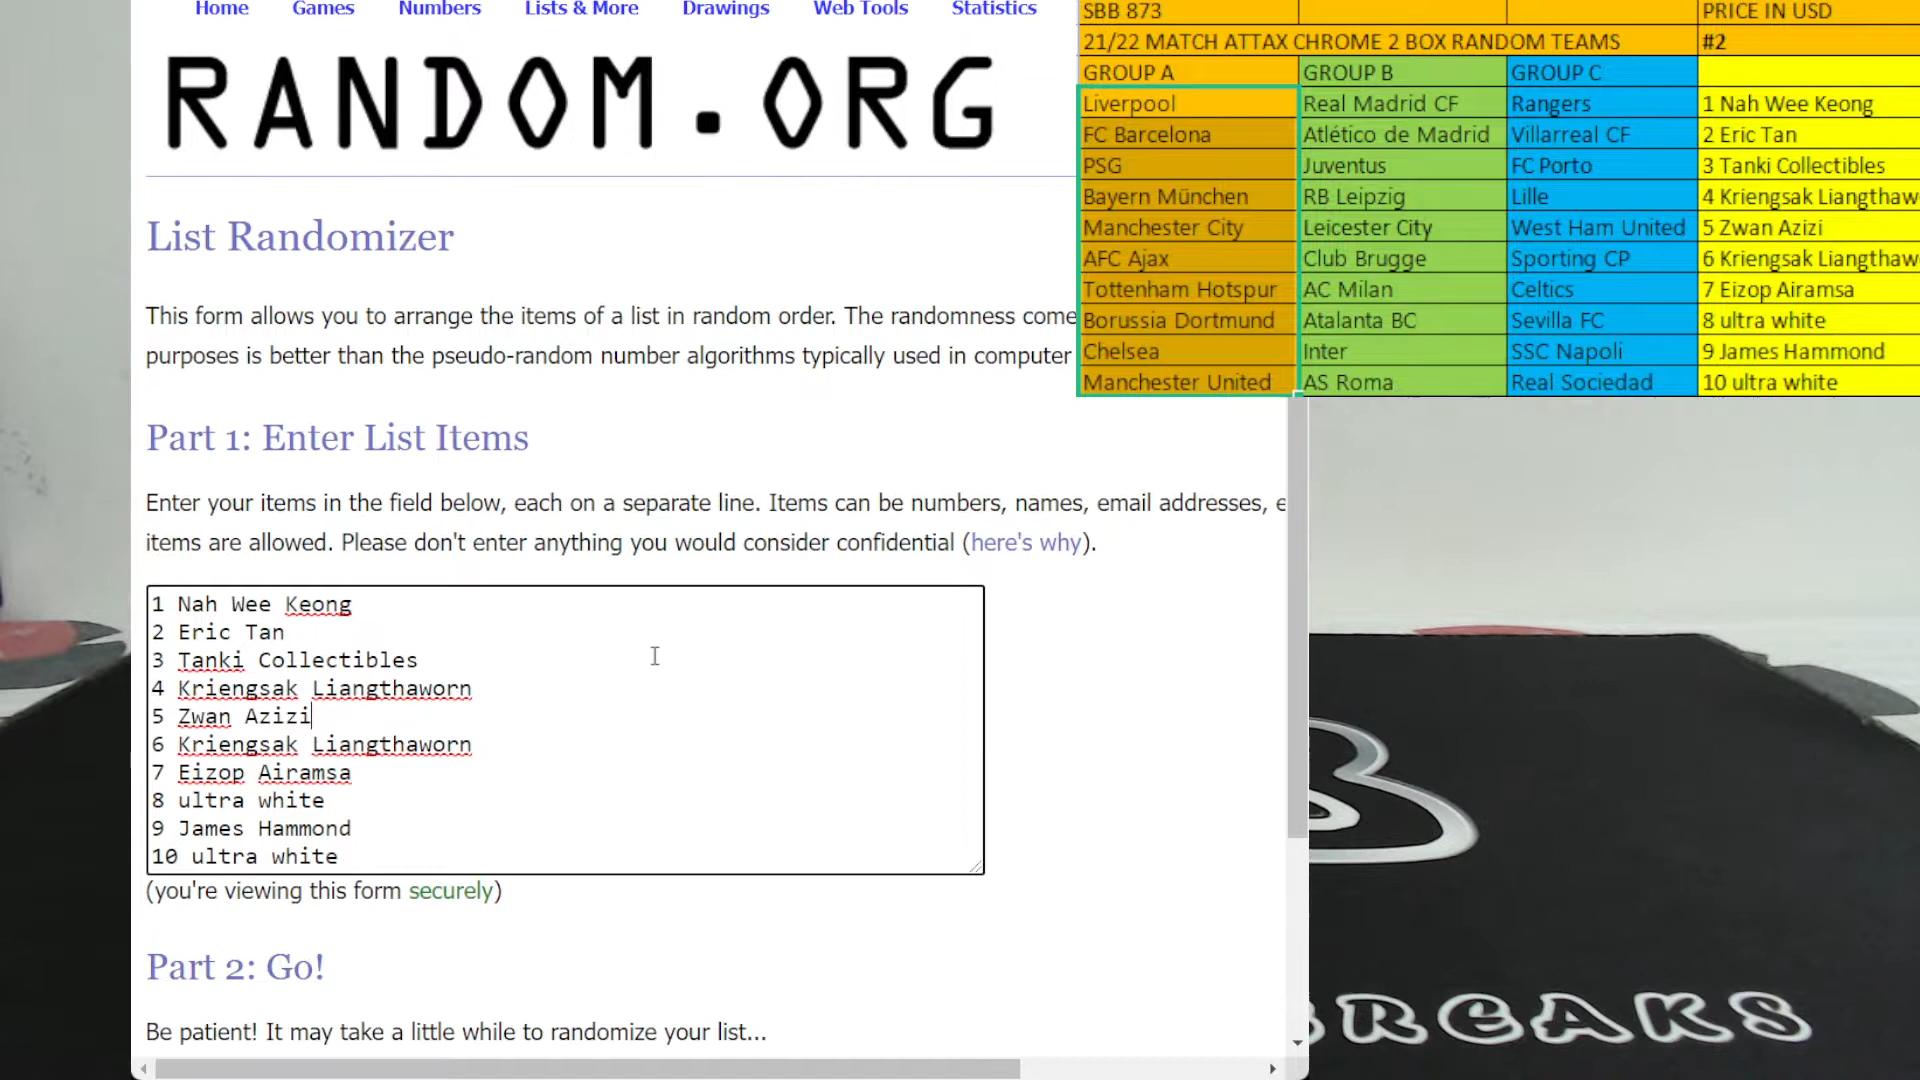 Home Games Numbers Lists & More Drawings Web Tools Statistics
RANDOM.ORG
List Randomizer
This form allows you to arrange the items of a list in random order. The randomness come
purposes is better than the pseudo-random number algorithms typically used in computer
Part 1: Enter List Items
Enter your items in the field below, each on a separate line. Items can be numbers, names, email addresses, e
items are allowed. Please don't enter anything you would consider confidential (here's why).
1 Nah Wee Keong
2 Eric Tan
3 Tanki Collectibles
4 Kriengsak Liangthaworn
5 Zwan Azizi
6 Kriengsak Liangthaworn
7 Eizop Airamsa
8 ultra white
9 James Hammond
10 ultra white
(you're viewing this form securely)
Part 2: Go!
Be patient! It may take a little while to randomize your list...
SBB 873 PRICE IN USD
21/22 MATCH ATTAX CHROME 2 BOX RANDOM TEAMS #2
GROUP A GROUP B GROUP C
Liverpool Real Madrid CF Rangers 1 Nah Wee Keong
FC Barcelona Atlético de Madrid Villarreal CF 2 Eric Tan
PSG Juventus FC Porto 3 Tanki Collectibles
Bayern München RB Leipzig Lille 4 Kriengsak Liangthaw
Manchester City Leicester City West Ham United 5 Zwan Azizi
AFC Ajax Club Brugge Sporting CP 6 Kriengsak Liangthaw
Tottenham Hotspur AC Milan Celtics 7 Eizop Airamsa
Borussia Dortmund Atalanta BC Sevilla FC 8 ultra white
Chelsea Inter SSC Napoli 9 James Hammond
Manchester United AS Roma Real Sociedad 10 ultra white
BREAKS